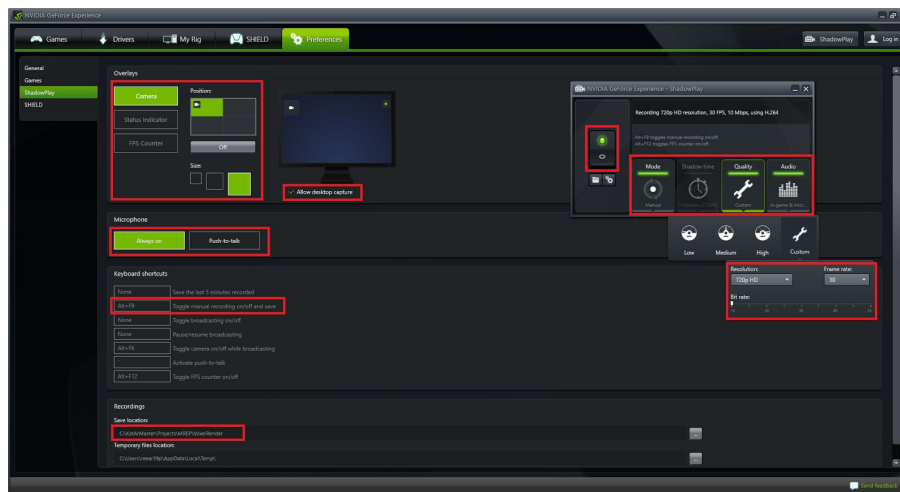 NVIDIA GeForce Experience
Games
Drivers
My Rig
SHIELD
Preferences
ShadowPlay
Log in
General
Games
ShadowPlay
SHIELD
Overlays
Camera
Status Indicator
FPS Counter
Position:
Off
Size:
Allow desktop capture
NVIDIA GeForce Experience - ShadowPlay
Recording 720p HD resolution, 30 FPS, 10 Mbps, using H.264
Alt+F9 toggles manual recording on/off.
Alt+F12 toggles FPS counter on/off.
Mode
Shadow time
Quality
Audio
Manual
Custom
In-game & micr...
Low
Medium
High
Custom
Resolution:
Frame rate:
720p HD
30
Bit rate:
10 20 30 40 50
Microphone
Always on
Push-to-talk
Keyboard shortcuts
None Save the last 5 minutes recorded
Alt+F9 Toggle manual recording on/off and save
None Toggle broadcasting on/off
None Pause/resume broadcasting
Toggle camera on/off while broadcasting
Activate push-to-talk
Alt+F12 Toggle FPS counter on/off
Recordings
Save location:
...
Temporary files location:
...
Send feedback